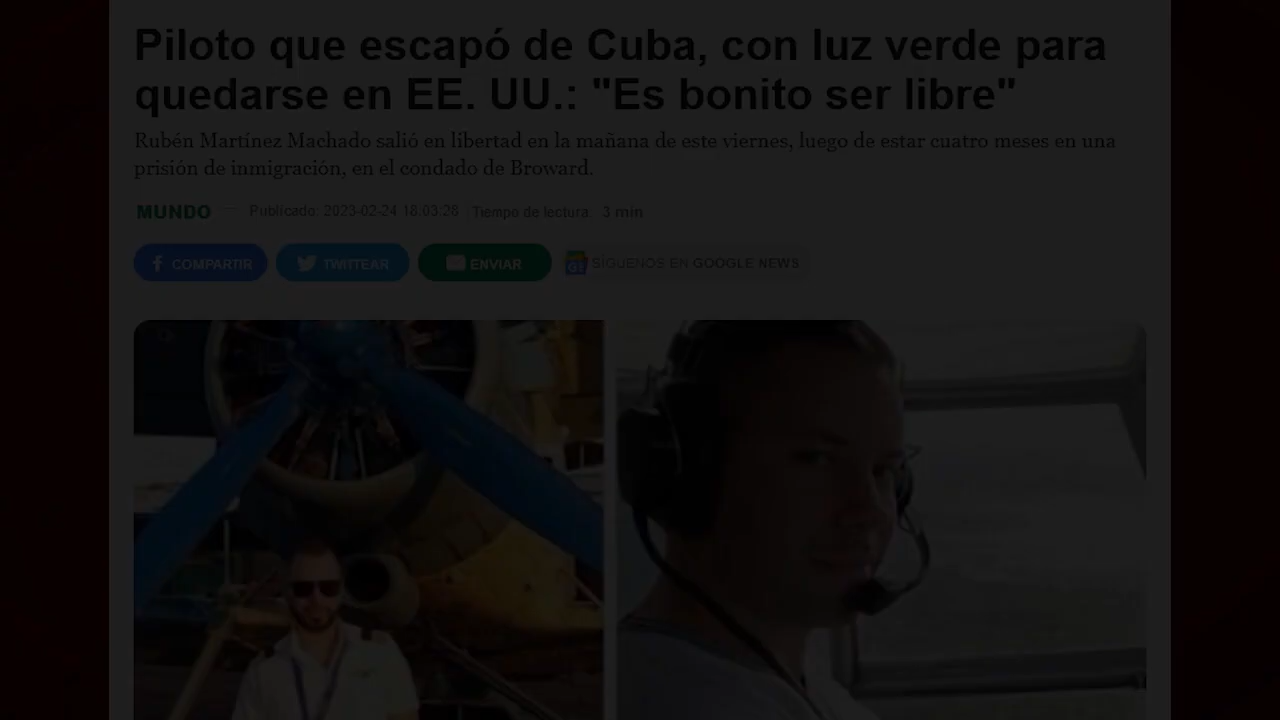 Piloto que escapó de Cuba, con luz verde para
quedarse en EE. UU.: "Es bonito ser libre"
Rubén Martínez Machado salió en libertad en la mañana de este viernes, luego de estar cuatro meses en una
prisión de inmigración, en el condado de Broward.
MUNDO — Publicado: 2023-02-24 18:03:28 | Tiempo de lectura: 3 min
COMPARTIR TWITTEAR ENVIAR SÍGUENOS EN GOOGLE NEWS